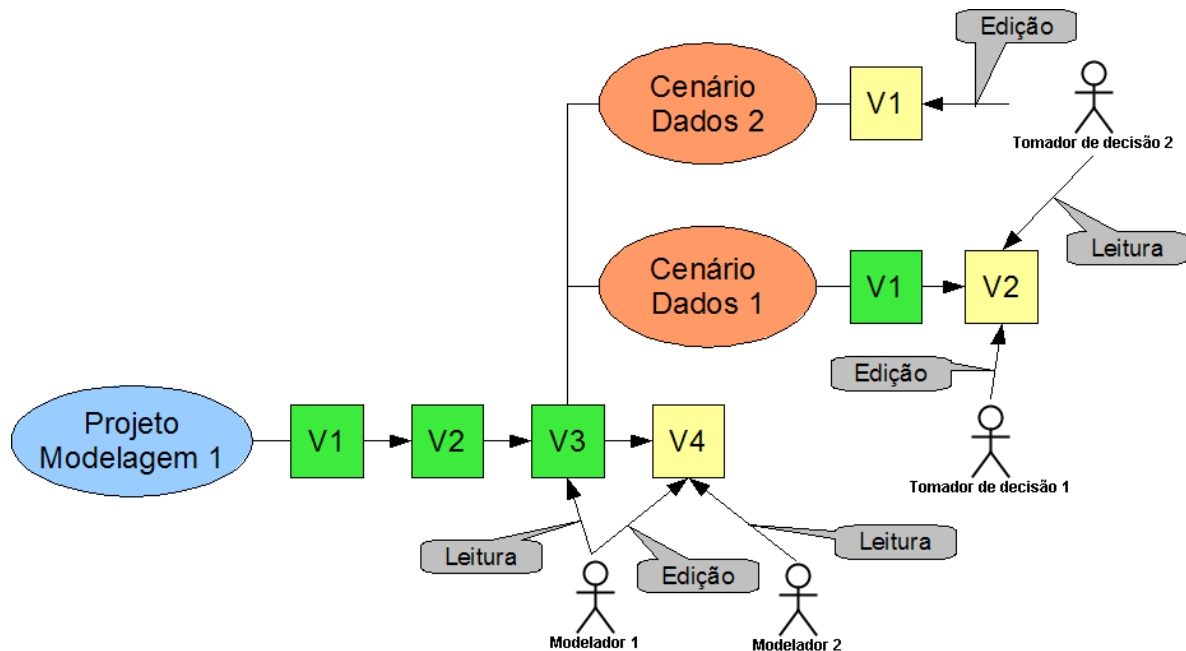 Edição
Cenário
Dados 2
V1
Tomador de decisão 2
Leitura
Cenário
Dados 1
V1
V2
Edição
Projeto
Modelagem 1
V1
V2
V3
V4
Tomador de decisão 1
Leitura
Edição
Leitura
Modelador 1
Modelador 2